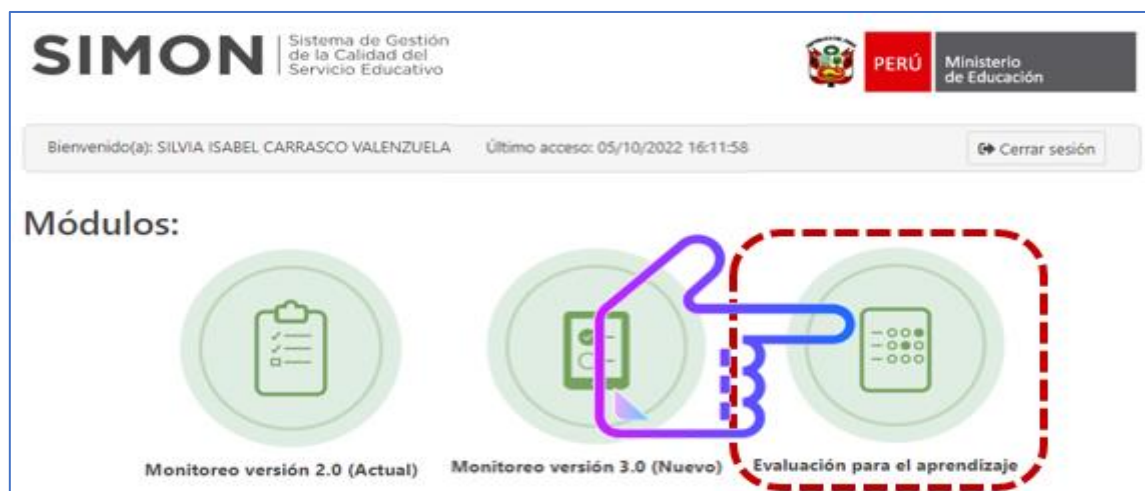 SIMON
Sistema de Gestión
de la Calidad del
Servicio Educativo
PERÚ
Ministerio
de Educación
Bienvenido(a): SILVIA ISABEL CARRASCO VALENZUELA Último acceso: 05/10/2022 16:11:58 Cerrar sesión
Módulos:
Monitoreo versión 2.0 (Actual) Monitoreo versión 3.0 (Nuevo) Evaluación para el aprendizaje